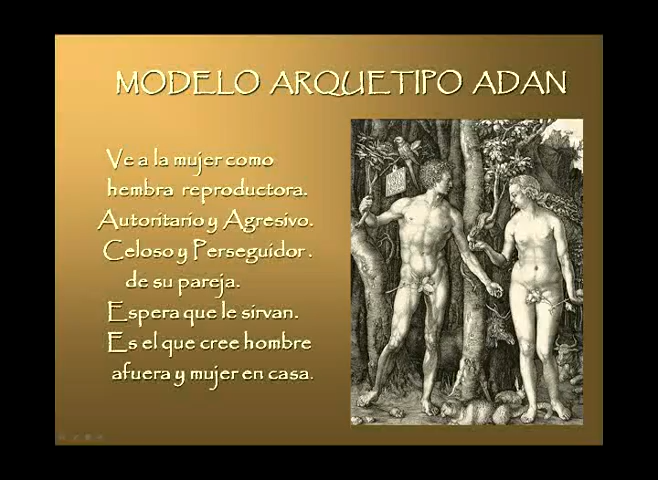 MODELO ARQUETIPO ADAN
Ve a la mujer como
hembra reproductora.
Autoritario y Agresivo.
Celoso y Perseguidor.
de su pareja.
Espera que le sirvan.
Es el que cree hombre
afuera y mujer en casa.